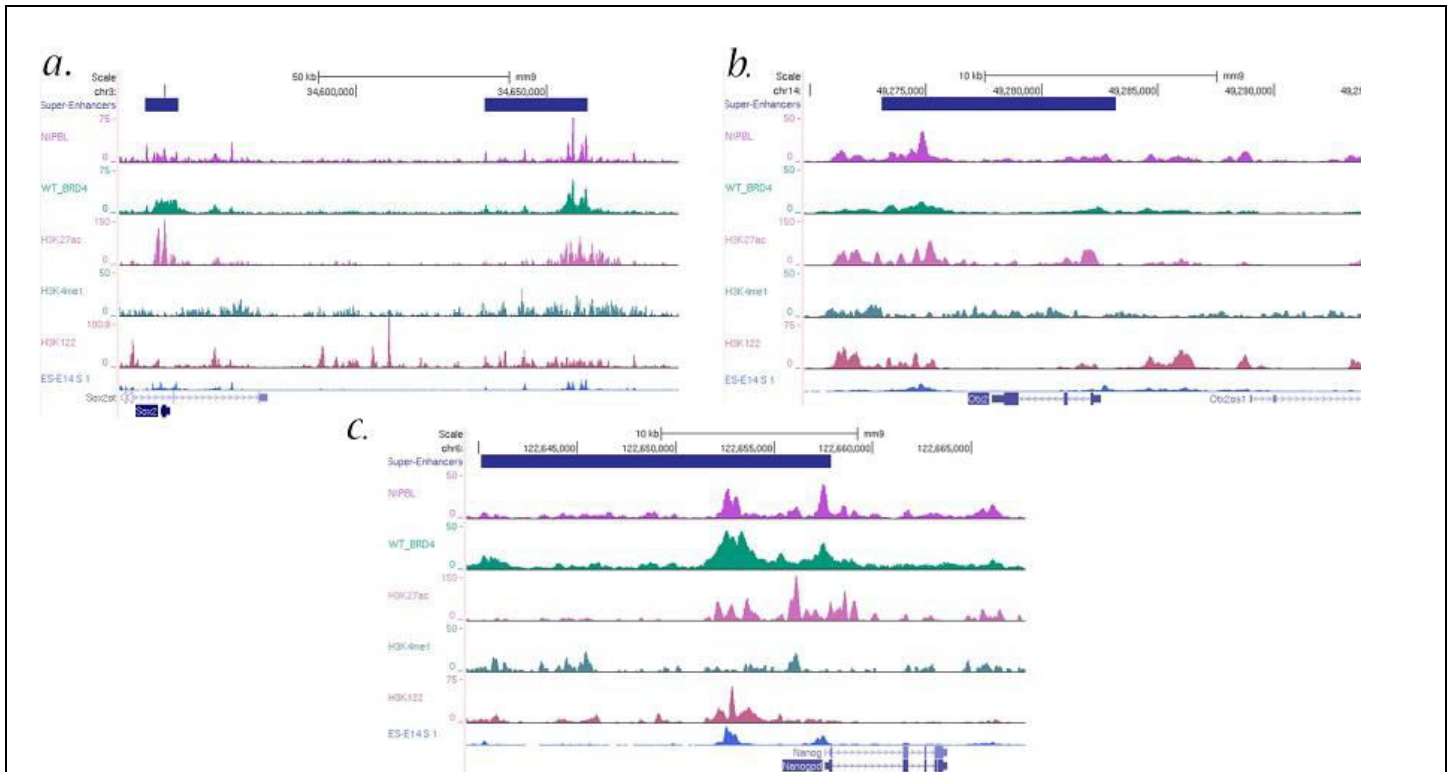 a.
Scale 50 kb mm9
chr3: 34,600,000 34,650,000
Super-Enhancers
75
NIPBL
0
75
WT_BRD4
0
150
H3K27ac
0
50
H3K4me1
0
100.9
H3K122
0
ES-E14 S 1
Sox2ot
Sox2
b.
Scale 10 kb mm9
chr14: 49,275,000 49,280,000 49,285,000 49,290,000
Super-Enhancers
50
NIPBL
0
50
WT_BRD4
0
150
H3K27ac
0
50
H3K4me1
0
75
H3K122
0
ES-E14 S 1
c.
Scale 10 kb mm9
chr6: 122,645,000 122,650,000 122,655,000 122,660,000 122,665,000
Super-Enhancers
50
NIPBL
0
50
WT_BRD4
0
150
H3K27ac
0
50
H3K4me1
0
75
H3K122
0
ES-E14 S 1
Nanog
Nanogpd